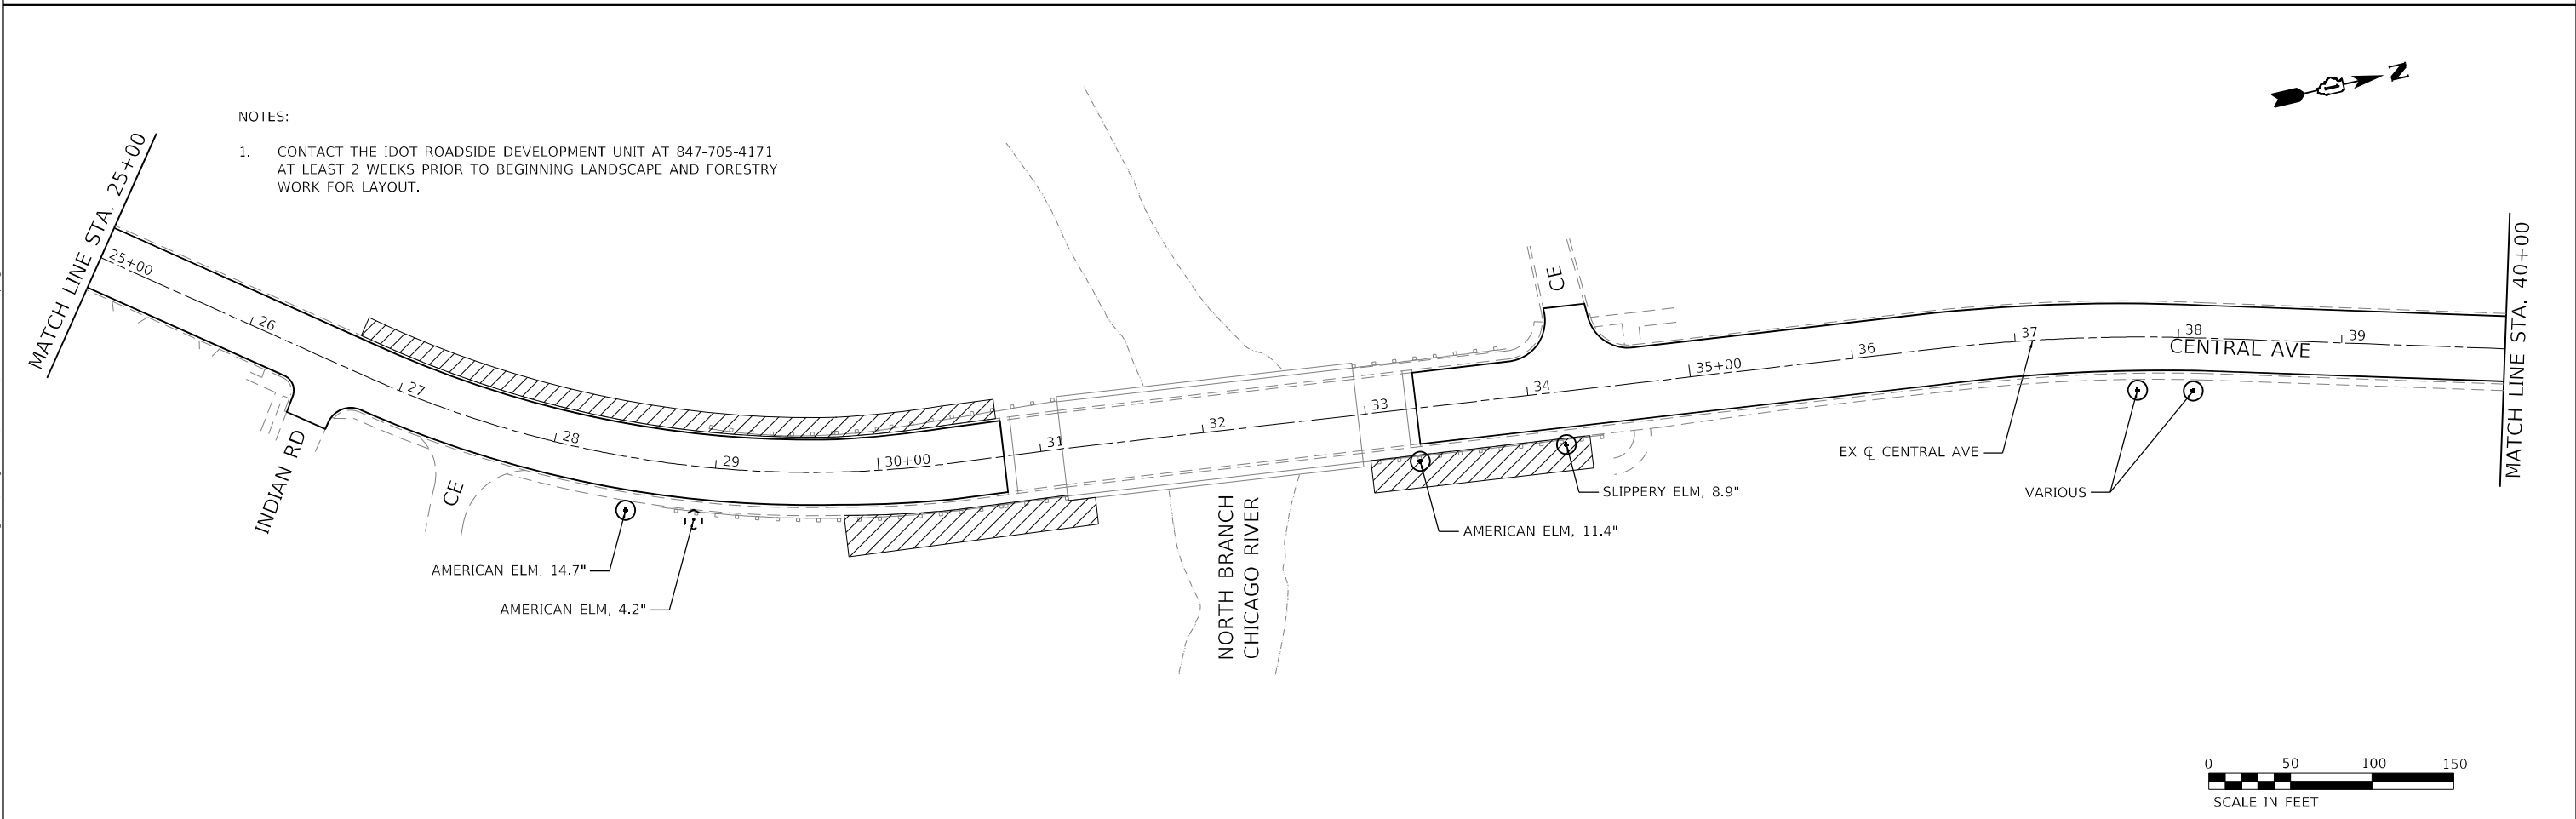 NOTES:
1. CONTACT THE IDOT ROADSIDE DEVELOPMENT UNIT AT 847-705-4171
AT LEAST 2 WEEKS PRIOR TO BEGINNING LANDSCAPE AND FORESTRY
WORK FOR LAYOUT.
N
MATCH LINE STA. 25+00
25+00
26
27
28
29
30+00
31
32
33
34
35+00
36
37
38
39
CENTRAL AVE
MATCH LINE STA. 40+00
INDIAN RD
CE
CE
AMERICAN ELM, 14.7"
AMERICAN ELM, 4.2"
NORTH BRANCH
CHICAGO RIVER
SLIPPERY ELM, 8.9"
AMERICAN ELM, 11.4"
EX ℄ CENTRAL AVE
VARIOUS
0 50 100 150
SCALE IN FEET